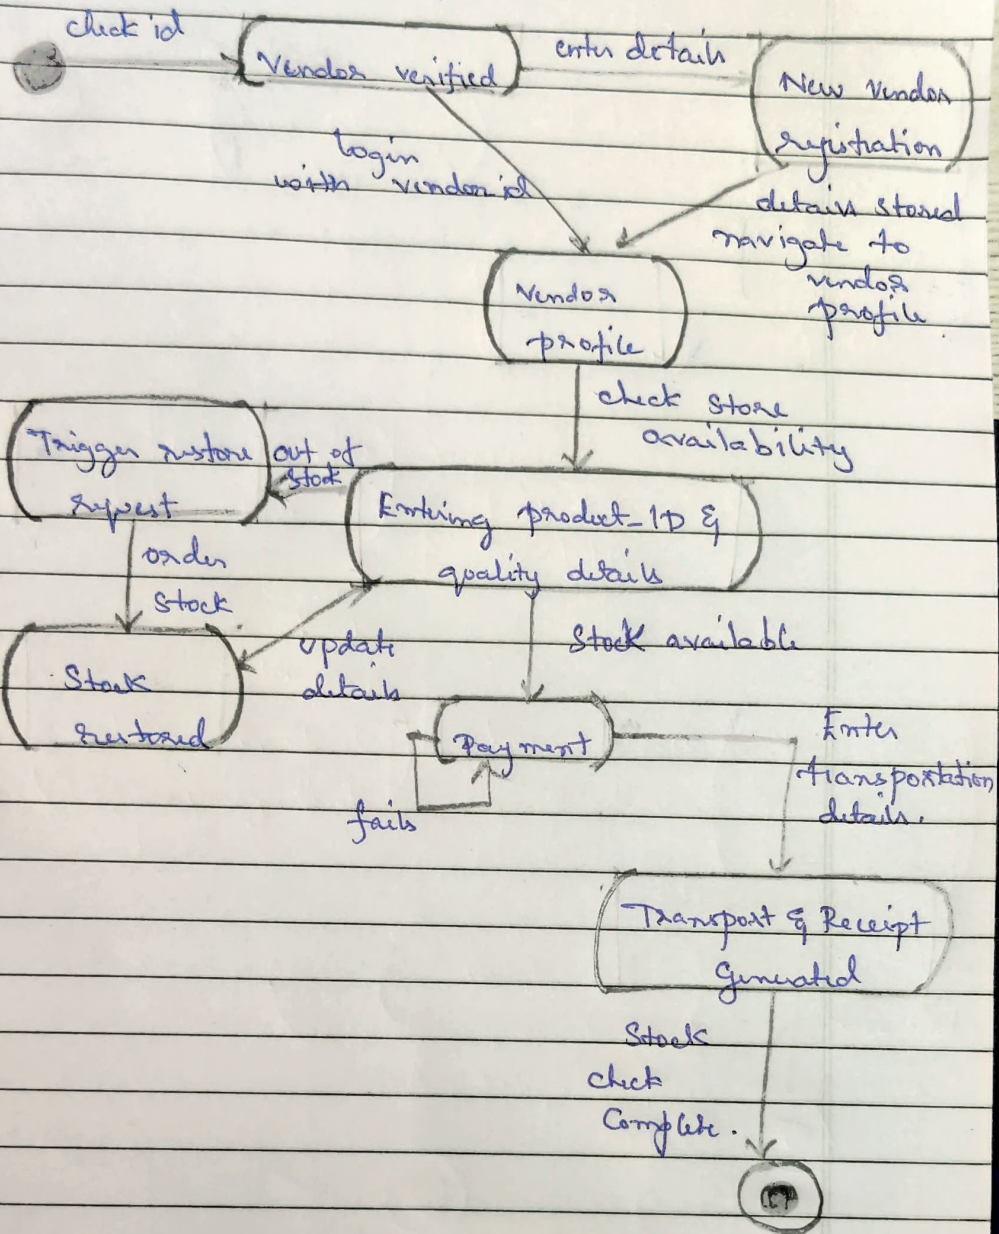 check id
Vendor verified
enter details
New vendor
registration
login
with vendor id
details stored
navigate to
vendor
profile
Vendor
profile
check store
availability
Trigger restore
request
out of
stock
Entering product_ID &
quality details
order
stock
update
details
Stock available
Stock
restored
Payment
fails
Enter
transportation
details.
Transport & Receipt
Generated
Stock
check
Complete.